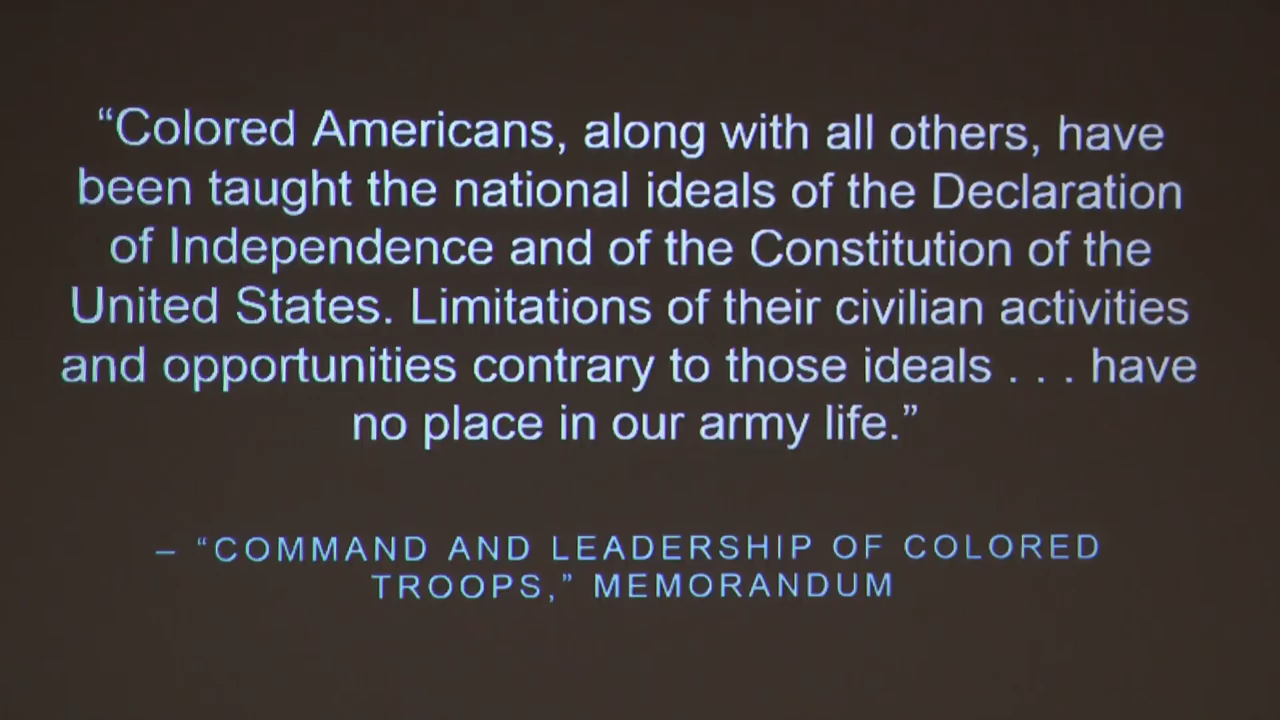 “Colored Americans, along with all others, have
been taught the national ideals of the Declaration
of Independence and of the Constitution of the
United States. Limitations of their civilian activities
and opportunities contrary to those ideals . . . have
no place in our army life.”
– “COMMAND AND LEADERSHIP OF COLORED
TROOPS,” MEMORANDUM